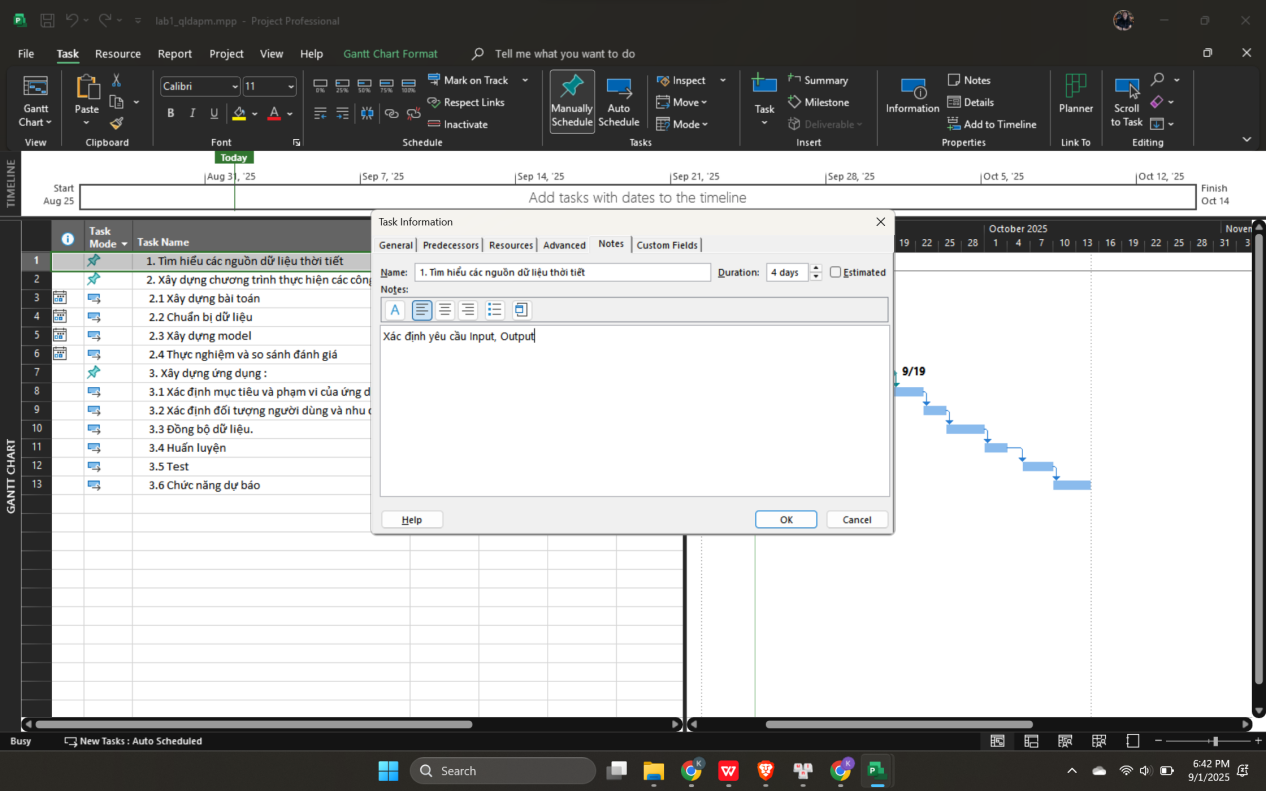 lab1_qldapm.mpp - Project Professional
File Task Resource Report Project View Help Gantt Chart Format Tell me what you want to do
Gantt Chart
View
Paste
Clipboard
Calibri 11
B I U A
Font
0% 25% 50% 75% 100%
Mark on Track
Respect Links
Inactivate
Schedule
Manually Schedule
Auto Schedule
Inspect
Move
Mode
Tasks
Task
Summary
Milestone
Deliverable
Insert
Information
Notes
Details
Add to Timeline
Properties
Planner
Link To
Scroll to Task
Editing
TIMELINE
Today
Aug 31, '25 Sep 7, '25 Sep 14, '25 Sep 21, '25 Sep 28, '25 Oct 5, '25 Oct 12, '25
Start
Aug 25
Add tasks with dates to the timeline
Finish
Oct 14
GANTT CHART
Task Mode Task Name
1 1. Tìm hiểu các nguồn dữ liệu thời tiết
2 2. Xây dựng chương trình thực hiện các côn
3 2.1 Xây dựng bài toán
4 2.2 Chuẩn bị dữ liệu
5 2.3 Xây dựng model
6 2.4 Thực nghiệm và so sánh đánh giá
7 3. Xây dựng ứng dụng :
8 3.1 Xác định mục tiêu và phạm vi của ứng d
9 3.2 Xác định đối tượng người dùng và nhu
10 3.3 Đồng bộ dữ liệu.
11 3.4 Huấn luyện
12 3.5 Test
13 3.6 Chức năng dự báo
Task Information
General Predecessors Resources Advanced Notes Custom Fields
Name: 1. Tìm hiểu các nguồn dữ liệu thời tiết Duration: 4 days Estimated
Notes:
A
Xác định yêu cầu Input, Output
Help OK Cancel
October 2025 Noven
19 22 25 28 1 4 7 10 13 16 19 22 25 28 31 3
9/19
Busy New Tasks : Auto Scheduled
Search
6:42 PM
9/1/2025